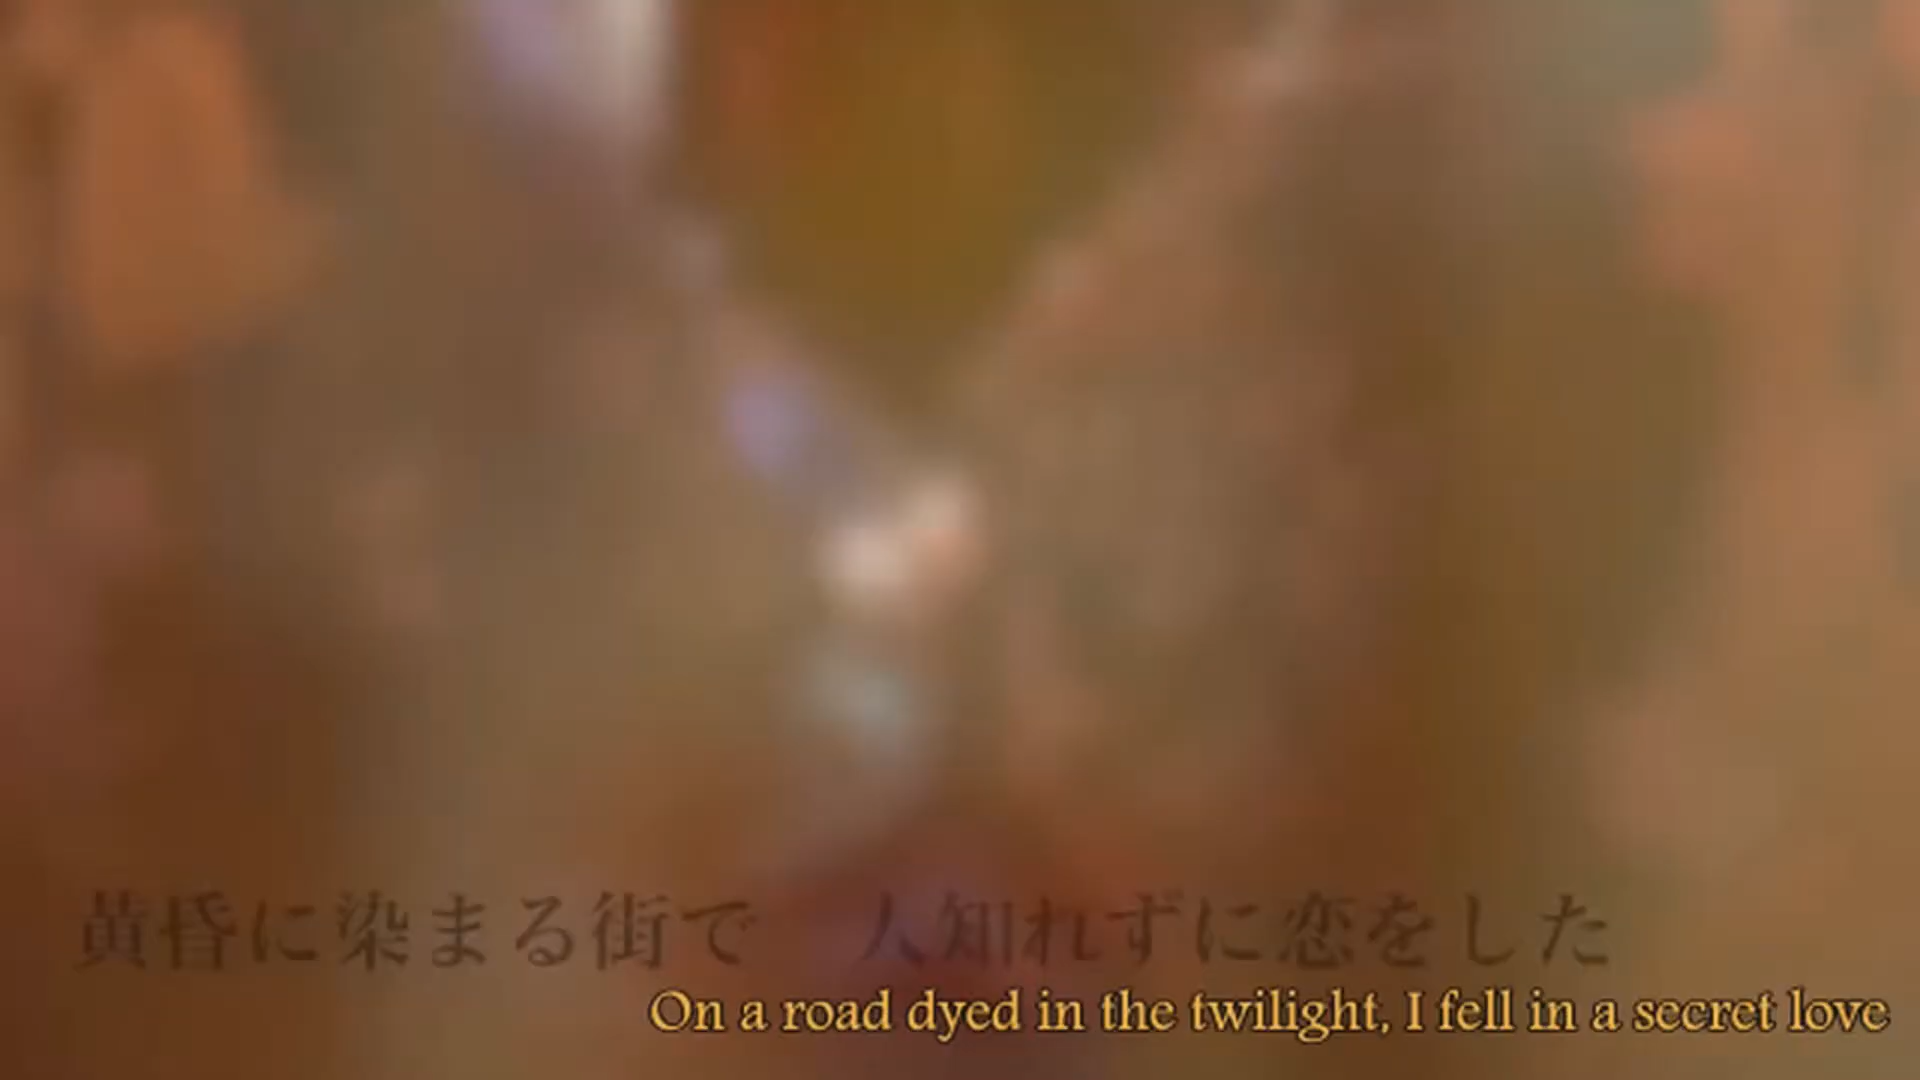 黄昏に染まる街で　人知れずに恋をした
On a road dyed in the twilight, I fell in a secret love